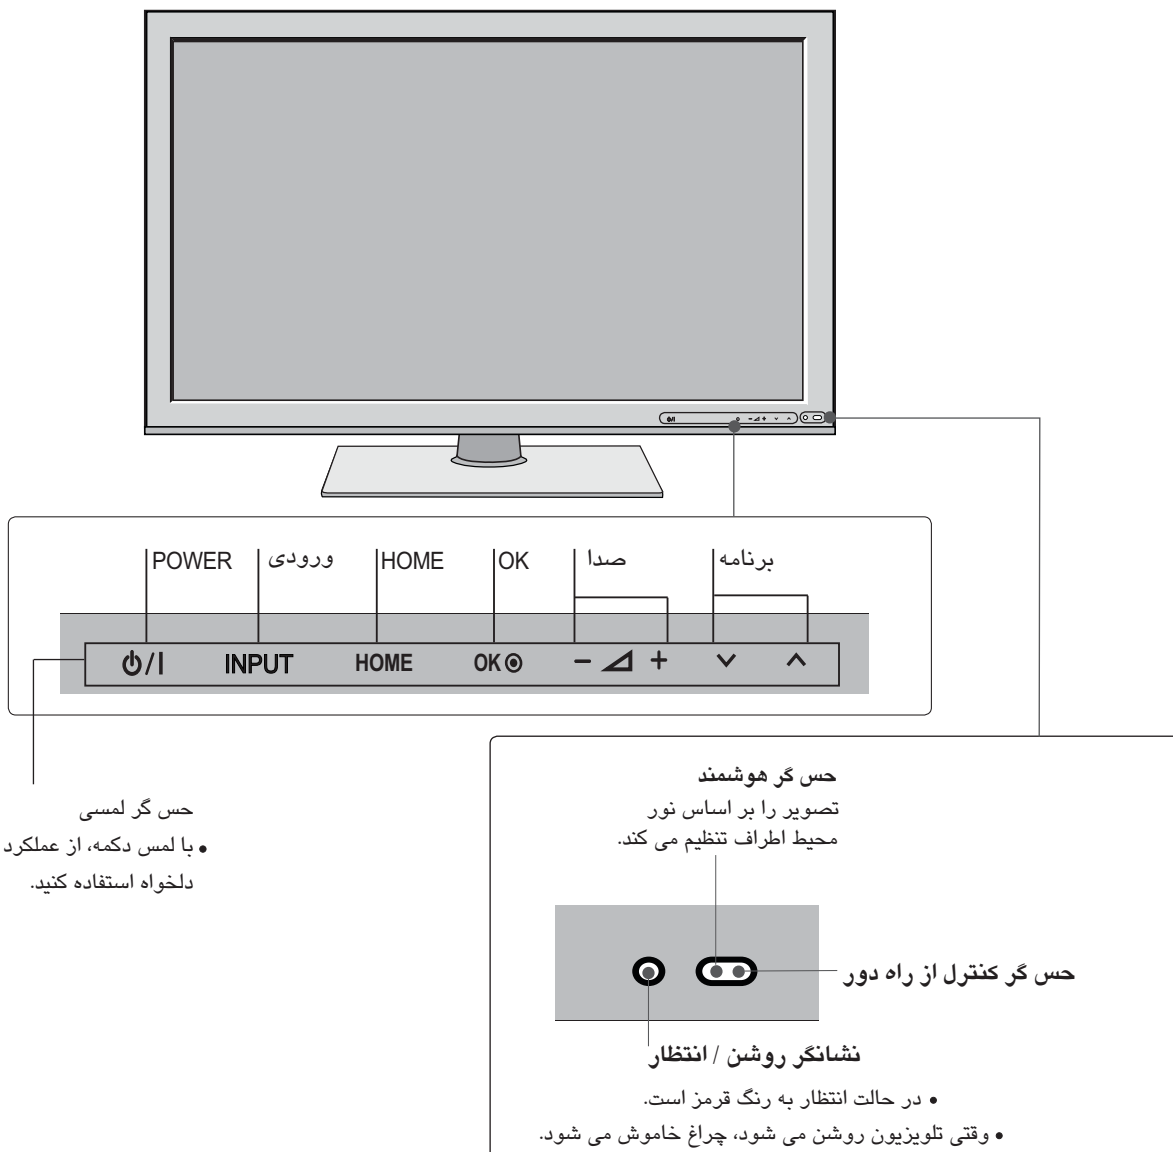 POWER
ورودی
HOME
OK
صدا
برنامه
⏻/I INPUT HOME OK⦿ - ⊿ + ∨ ∧
حس گر لمسی
• با لمس دکمه، از عملکرد
دلخواه استفاده کنید.
حس گر هوشمند
تصویر را بر اساس نور
محیط اطراف تنظیم می کند.
حس گر کنترل از راه دور
نشانگر روشن / انتظار
• در حالت انتظار به رنگ قرمز است.
• وقتی تلویزیون روشن می شود، چراغ خاموش می شود.